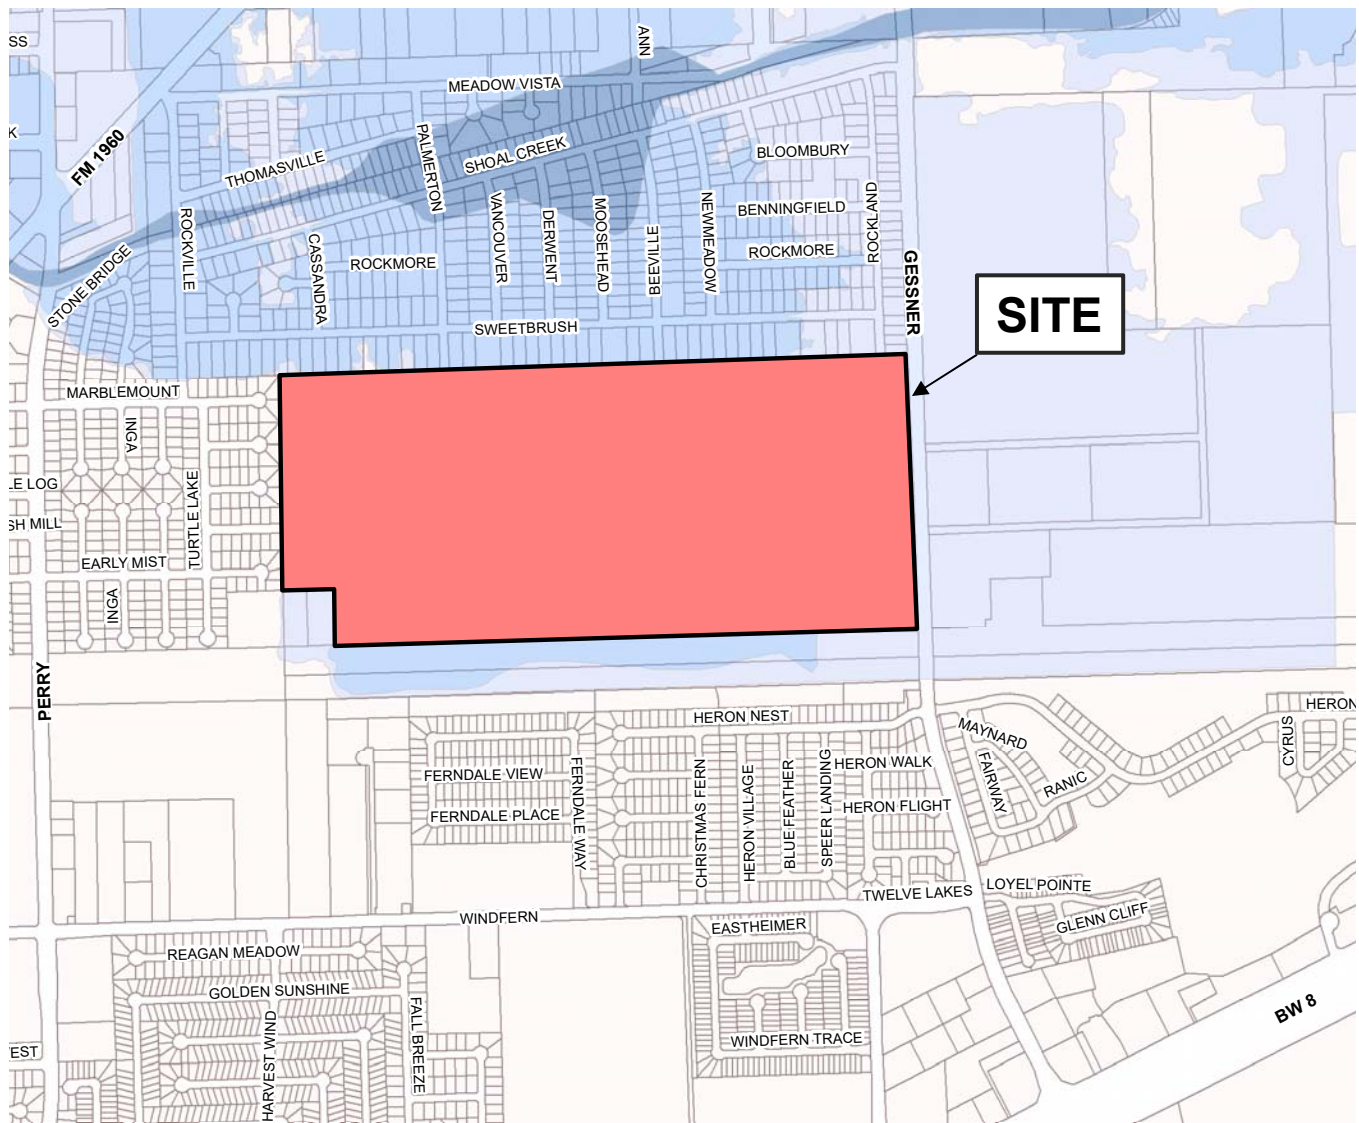 SS
ANN
MEADOW VISTA
K
FM 1960
PALMERTON
SHOAL CREEK
THOMASVILLE
BLOOMBURY
ROCKVILLE
VANCOUVER
DERWENT
MOOSEHEAD
BEEVILLE
NEWMEADOW
BENNINGFIELD
ROCKLAND
CASSANDRA
ROCKMORE
ROCKMORE
GESSNER
STONE BRIDGE
SWEETBRUSH
SITE
MARBLEMOUNT
INGA
LE LOG
TURTLE LAKE
SH MILL
EARLY MIST
INGA
PERRY
HERON NEST
MAYNARD
HERON
CYRUS
FERNDALE VIEW
FERNDALE WAY
CHRISTMAS FERN
HERON VILLAGE
BLUE FEATHER
SPEER LANDING
HERON WALK
FAIRWAY
RANIC
FERNDALE PLACE
HERON FLIGHT
TWELVE LAKES
LOYEL POINTE
WINDFERN
EASTHEIMER
GLENN CLIFF
REAGAN MEADOW
GOLDEN SUNSHINE
HARVEST WIND
FALL BREEZE
WINDFERN TRACE
BW 8
EST